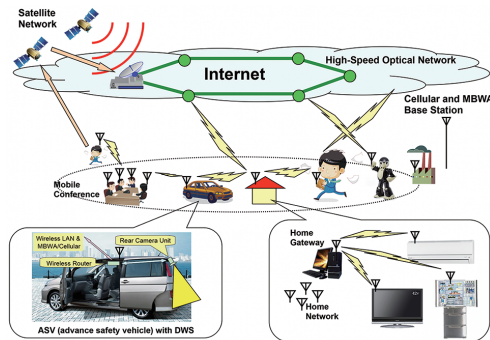 Satellite
Network
Internet
High-Speed Optical Network
Cellular and MBWA
Base Station
Mobile
Conference
Wireless LAN
& MBWA/Cellular
Rear Camera Unit
Wireless Router
ASV (advance safety vehicle) with DWS
Home
Gateway
Home
Network